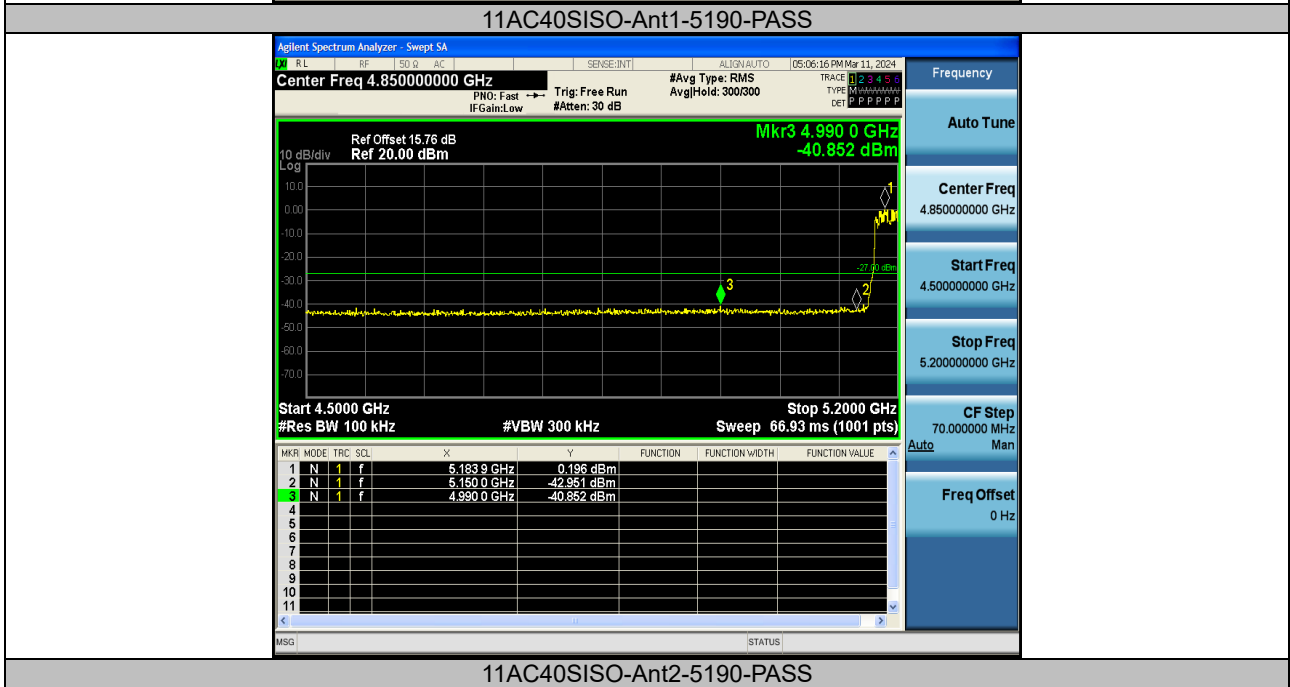 11AC40SISO-Ant1-5190-PASS
Agilent Spectrum Analyzer - Swept SA
LXI RL RF 50 Ω AC SENSE:INT ALIGN AUTO 05:06:16 PM Mar 11, 2024
Center Freq 4.850000000 GHz
PNO: Fast
IFGain:Low
Trig: Free Run
#Atten: 30 dB
#Avg Type: RMS
Avg|Hold: 300/300
TRACE 1 2 3 4 5 6
TYPE M
DET P P P P P P
Ref Offset 15.76 dB
Ref 20.00 dBm
10 dB/div
Log
Mkr3 4.990 0 GHz
-40.852 dBm
10.0
0.00
-10.0
-20.0
-30.0
-40.0
-50.0
-60.0
-70.0
1
-27.00 dBm
2
3
Start 4.5000 GHz Stop 5.2000 GHz
#Res BW 100 kHz #VBW 300 kHz Sweep 66.93 ms (1001 pts)
MKR MODE TRC SCL X Y FUNCTION FUNCTION WIDTH FUNCTION VALUE
1 N 1 f 5.183 9 GHz 0.196 dBm
2 N 1 f 5.150 0 GHz -42.951 dBm
3 N 1 f 4.990 0 GHz -40.852 dBm
4
5
6
7
8
9
10
11
MSG STATUS
Frequency
Auto Tune
Center Freq
4.850000000 GHz
Start Freq
4.500000000 GHz
Stop Freq
5.200000000 GHz
CF Step
70.000000 MHz
Auto Man
Freq Offset
0 Hz
11AC40SISO-Ant2-5190-PASS